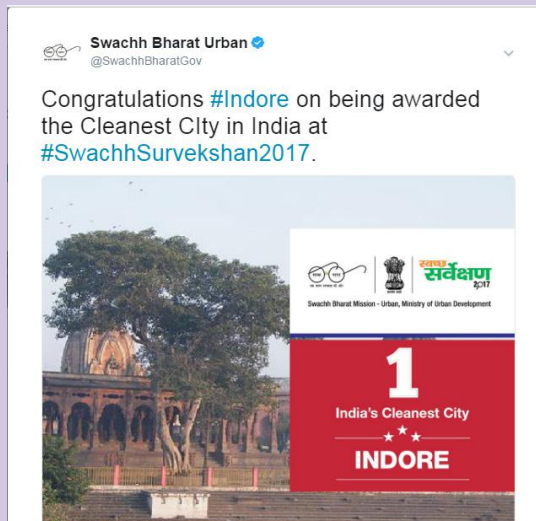 Swachh Bharat Urban
@SwachhBharatGov
Congratulations #Indore on being awarded
the Cleanest CIty in India at
#SwachhSurvekshan2017.
स्वच्छ
सर्वेक्षण
2017
Swachh Bharat Mission - Urban, Ministry of Urban Development
1
India's Cleanest City
INDORE